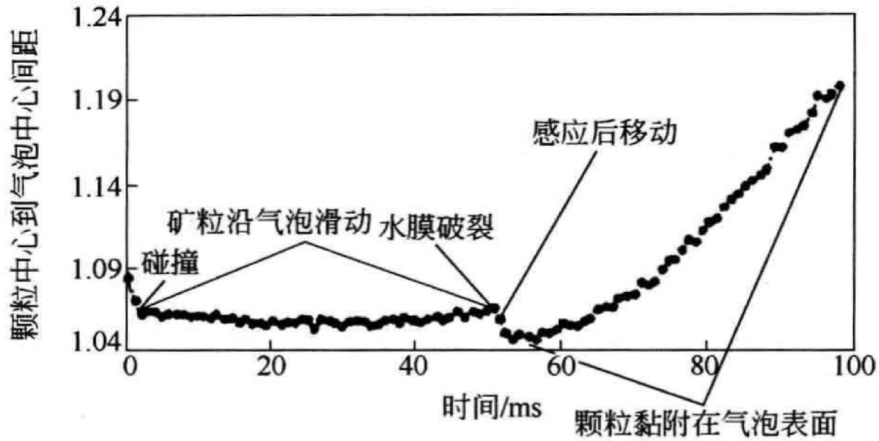 颗粒中心到气泡中心间距
1.24
1.19
1.14
1.09
1.04
感应后移动
矿粒沿气泡滑动
水膜破裂
碰撞
0
20
40
60
80
100
时间/ms
颗粒黏附在气泡表面